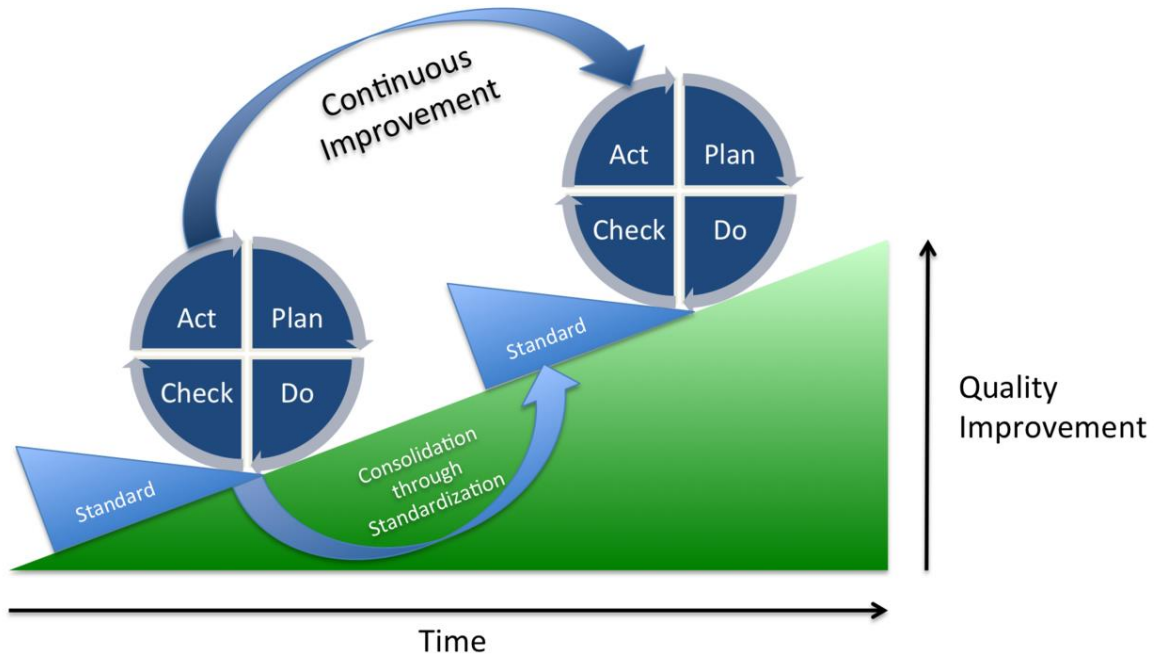 Continuous
Improvement
Act
Plan
Check
Do
Act
Plan
Check
Do
Standard
Standard
Consolidation
through
Standardization
Quality
Improvement
Time